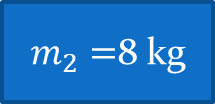 m₂ =8 kg